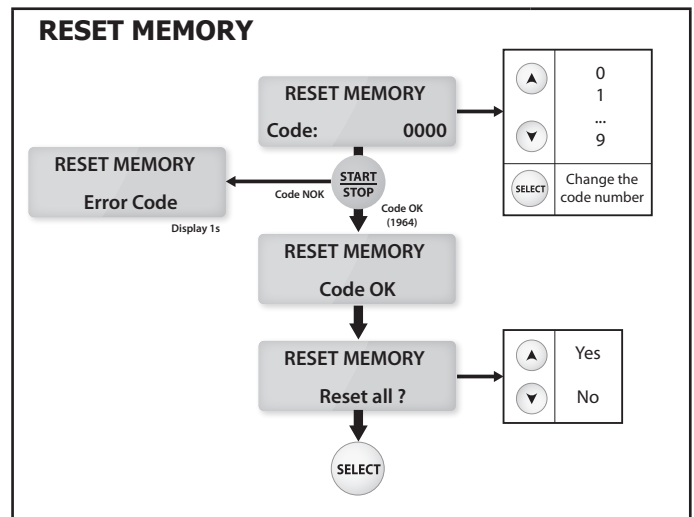 RESET MEMORY
RESET MEMORY
Code: 0000
0
1
...
9
SELECT
Change the
code number
START
STOP
Code NOK
RESET MEMORY
Error Code
Display 1s
Code OK
(1964)
RESET MEMORY
Code OK
RESET MEMORY
Reset all ?
Yes
No
SELECT